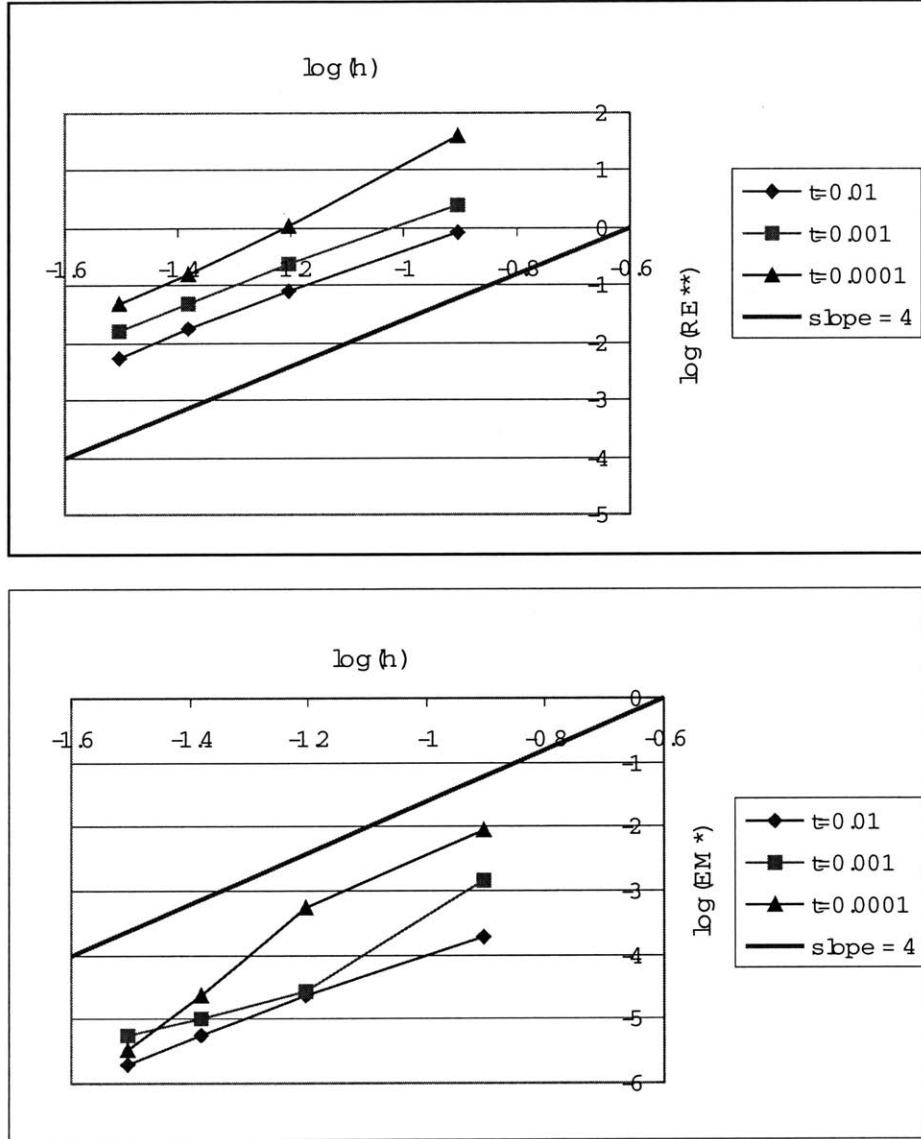 log(h)
2
1
0
-1.6
-1.4
-1.2
-1
-0.8
-0.6
-1
-2
-3
-4
-5
log(RE**)
t=0.01
t=0.001
t=0.0001
slope = 4
log(h)
0
-1.6
-1.4
-1.2
-1
-0.8
-0.6
-1
-2
-3
-4
-5
-6
log(EM*)
t=0.01
t=0.001
t=0.0001
slope = 4